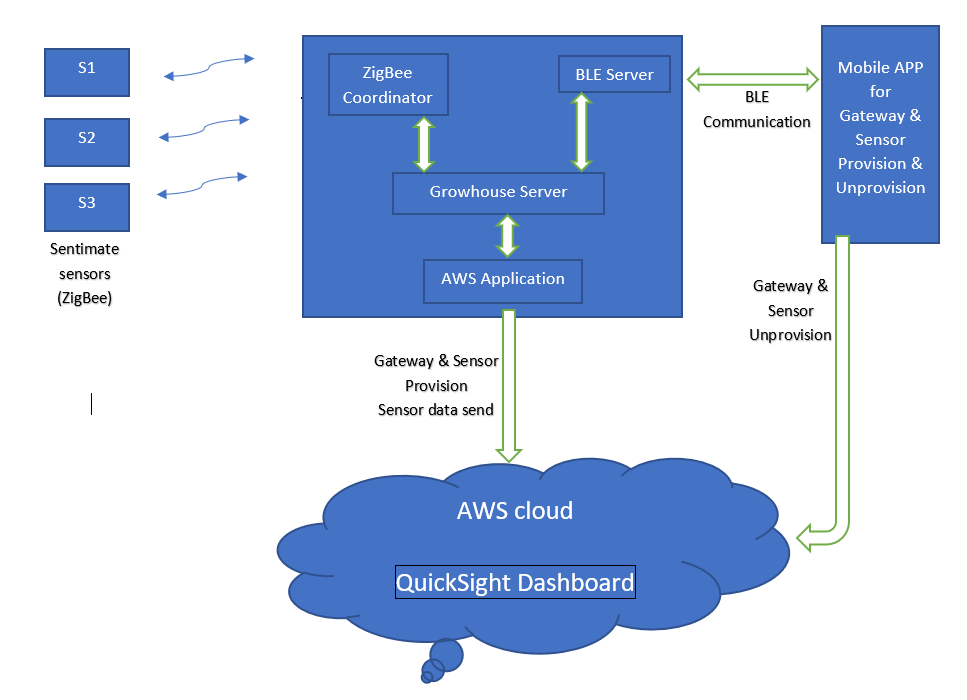 S1
S2
S3
Sentimate
sensors
(ZigBee)
ZigBee
Coordinator
BLE Server
Growhouse Server
AWS Application
BLE
Communication
Mobile APP
for
Gateway &
Sensor
Provision &
Unprovision
Gateway &
Sensor
Unprovision
Gateway & Sensor
Provision
Sensor data send
AWS cloud
QuickSight Dashboard